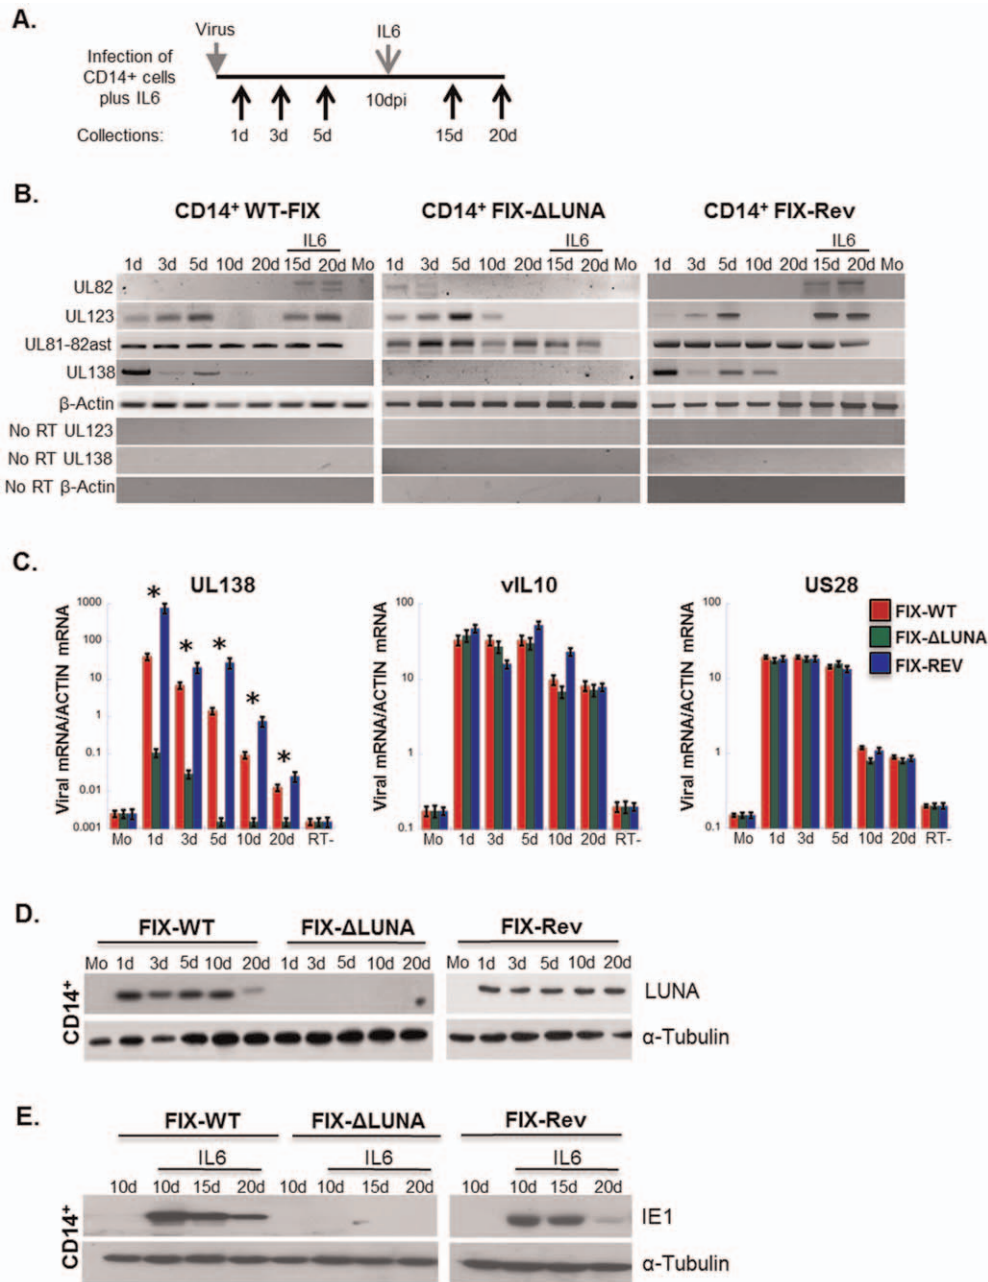 A.
Virus IL6
Infection of
CD14+ cells
plus IL6
10dpi
Collections: 1d 3d 5d 15d 20d
B.
CD14+ WT-FIX CD14+ FIX-ΔLUNA CD14+ FIX-Rev
IL6 IL6 IL6
1d 3d 5d 10d 20d 15d 20d Mo 1d 3d 5d 10d 20d 15d 20d Mo 1d 3d 5d 10d 20d 15d 20d Mo
UL82
UL123
UL81-82ast
UL138
β-Actin
No RT UL123
No RT UL138
No RT β-Actin
C.
UL138 vIL10 US28
Viral mRNA/ACTIN mRNA Viral mRNA/ACTIN mRNA Viral mRNA/ACTIN mRNA
1000
100
10
1
0.1
0.01
0.001
100
10
1
0.1
100
10
1
0.1
* * * * *
FIX-WT
FIX-ΔLUNA
FIX-REV
Mo 1d 3d 5d 10d 20d RT- Mo 1d 3d 5d 10d 20d RT- Mo 1d 3d 5d 10d 20d RT-
D.
FIX-WT FIX-ΔLUNA FIX-Rev
Mo 1d 3d 5d 10d 20d 1d 3d 5d 10d 20d Mo 1d 3d 5d 10d 20d
CD14+
LUNA
α-Tubulin
E.
FIX-WT FIX-ΔLUNA FIX-Rev
IL6 IL6 IL6
10d 10d 15d 20d 10d 10d 15d 20d 10d 10d 15d 20d
CD14+
IE1
α-Tubulin